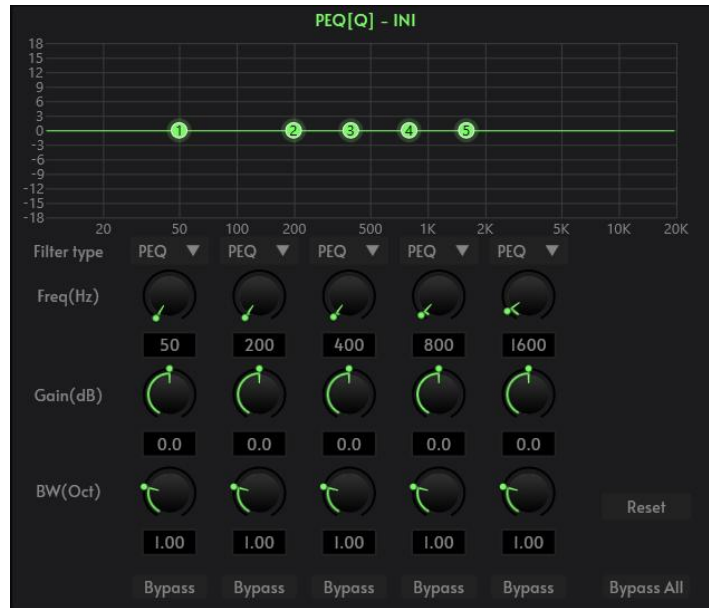 PEQ[Q] - INI
18
15
12
9
6
3
0
-3
-6
-9
-12
-15
-18
1 2 3 4 5
20 50 100 200 500 1K 2K 5K 10K 20K
Filter type PEQ PEQ PEQ PEQ PEQ
Freq(Hz)
50 200 400 800 1600
Gain(dB)
0.0 0.0 0.0 0.0 0.0
BW(Oct)
Reset
1.00 1.00 1.00 1.00 1.00
Bypass Bypass Bypass Bypass Bypass Bypass All